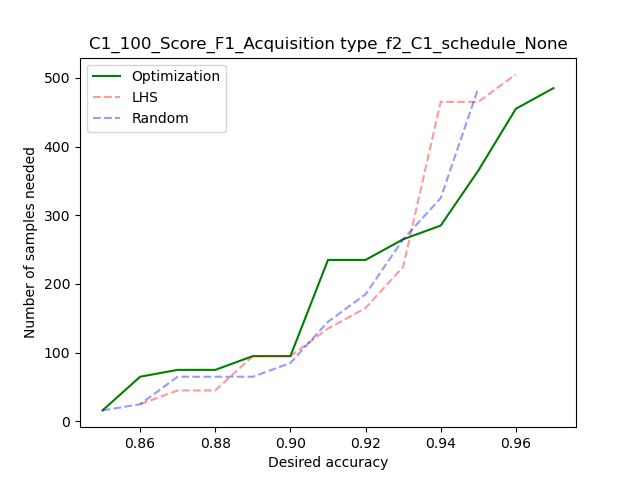 C1_100_Score_F1_Acquisition type_f2_C1_schedule_None
Optimization
LHS
Random
500
400
300
200
100
0
Number of samples needed
0.86 0.88 0.90 0.92 0.94 0.96
Desired accuracy